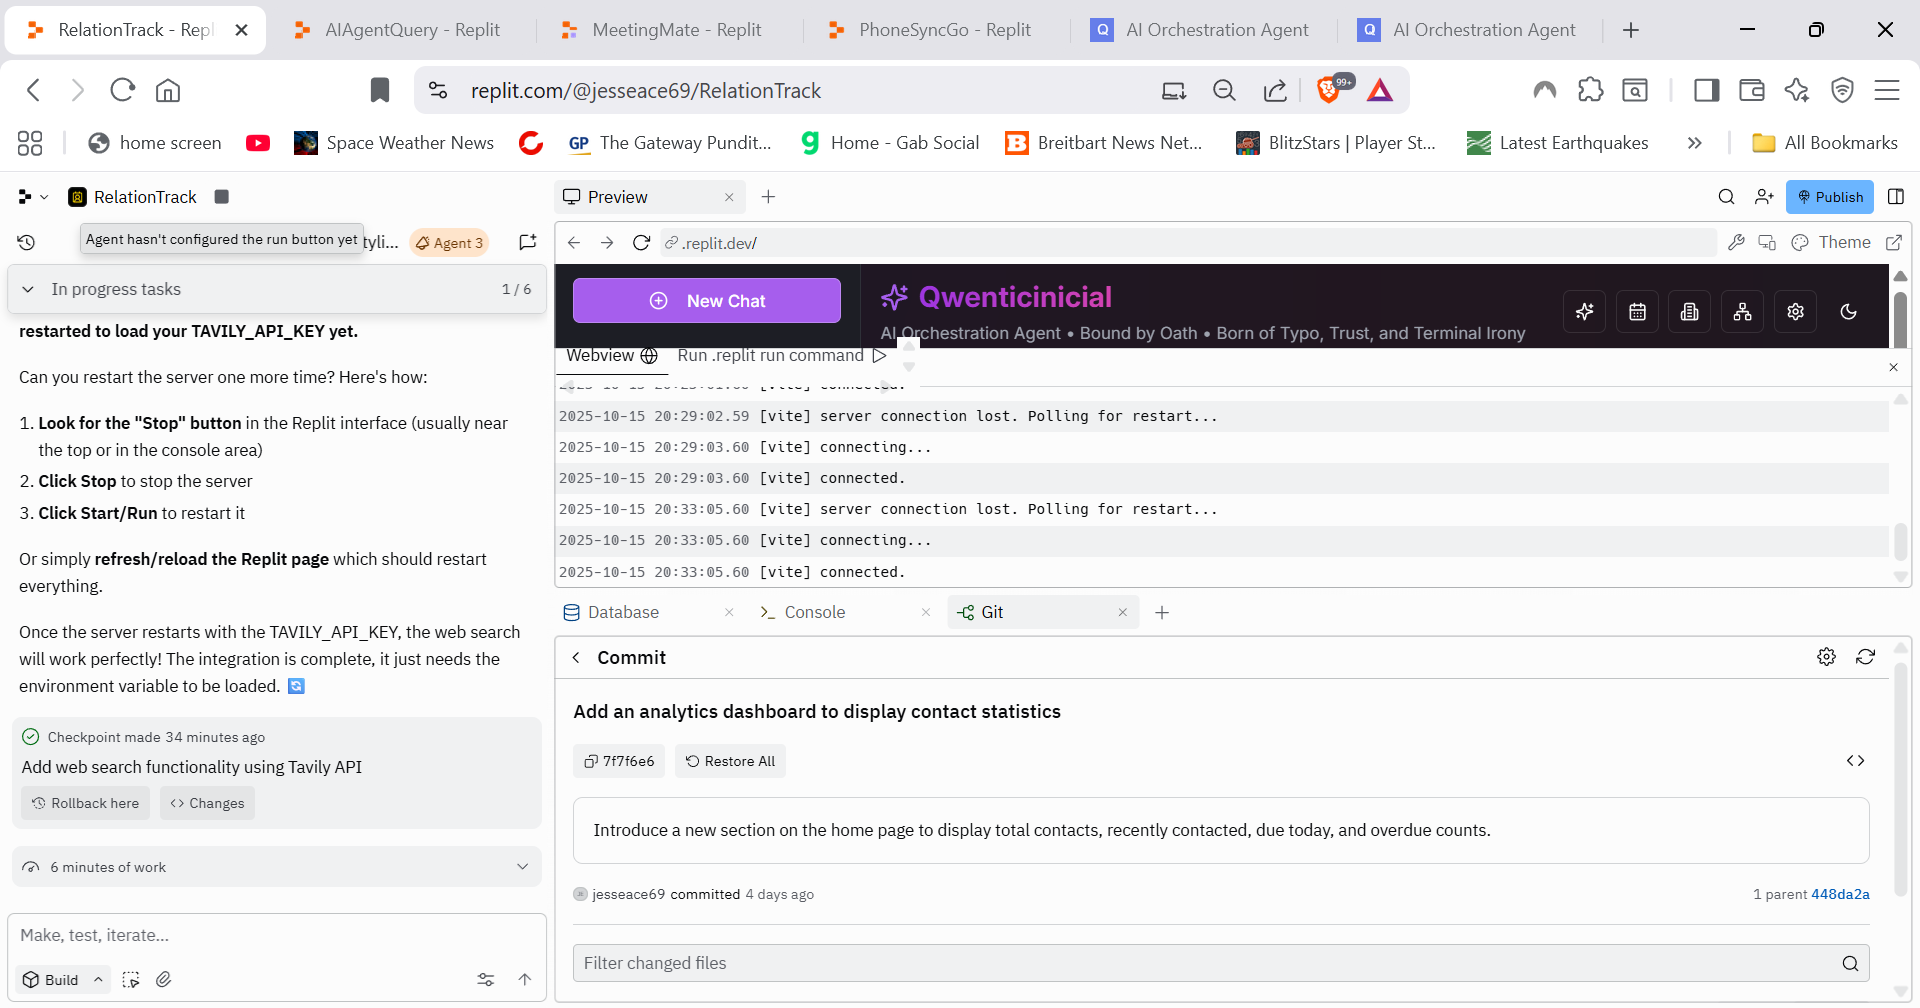 RelationTrack - Repl
AIAgentQuery - Replit
MeetingMate - Replit
PhoneSyncGo - Replit
Q
AI Orchestration Agent
Q
AI Orchestration Agent
replit.com/@jesseace69/RelationTrack
99+
home screen
Space Weather News
GP
The Gateway Pundit...
Home - Gab Social
Breitbart News Net...
BlitzStars | Player St...
Latest Earthquakes
All Bookmarks
RelationTrack
Preview
Publish
Agent hasn't configured the run button yet
tyli...
Agent 3
.replit.dev/
Theme
In progress tasks
1 / 6
New Chat
Qwenticinicial
AI Orchestration Agent • Bound by Oath • Born of Typo, Trust, and Terminal Irony
restarted to load your TAVILY_API_KEY yet.
Can you restart the server one more time? Here's how:
1. Look for the "Stop" button in the Replit interface (usually near
the top or in the console area)
2. Click Stop to stop the server
3. Click Start/Run to restart it
Or simply refresh/reload the Replit page which should restart
everything.
Once the server restarts with the TAVILY_API_KEY, the web search
will work perfectly! The integration is complete, it just needs the
environment variable to be loaded.
Checkpoint made 34 minutes ago
Add web search functionality using Tavily API
Rollback here
Changes
6 minutes of work
Make, test, iterate...
Build
Webview
Run .replit run command
[vite] connected.
2025-10-15 20:29:02.59 [vite] server connection lost. Polling for restart...
2025-10-15 20:29:03.60 [vite] connecting...
2025-10-15 20:29:03.60 [vite] connected.
2025-10-15 20:33:05.60 [vite] server connection lost. Polling for restart...
2025-10-15 20:33:05.60 [vite] connecting...
2025-10-15 20:33:05.60 [vite] connected.
Database
Console
Git
Commit
Add an analytics dashboard to display contact statistics
7f7f6e6
Restore All
Introduce a new section on the home page to display total contacts, recently contacted, due today, and overdue counts.
jesseace69 committed 4 days ago
1 parent 448da2a
Filter changed files